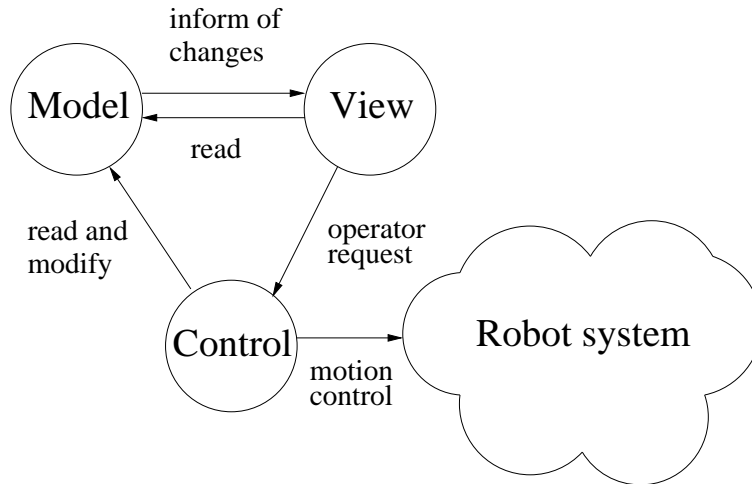 inform of
changes
Model
View
read
read and
modify
operator
request
Control
Robot system
motion
control